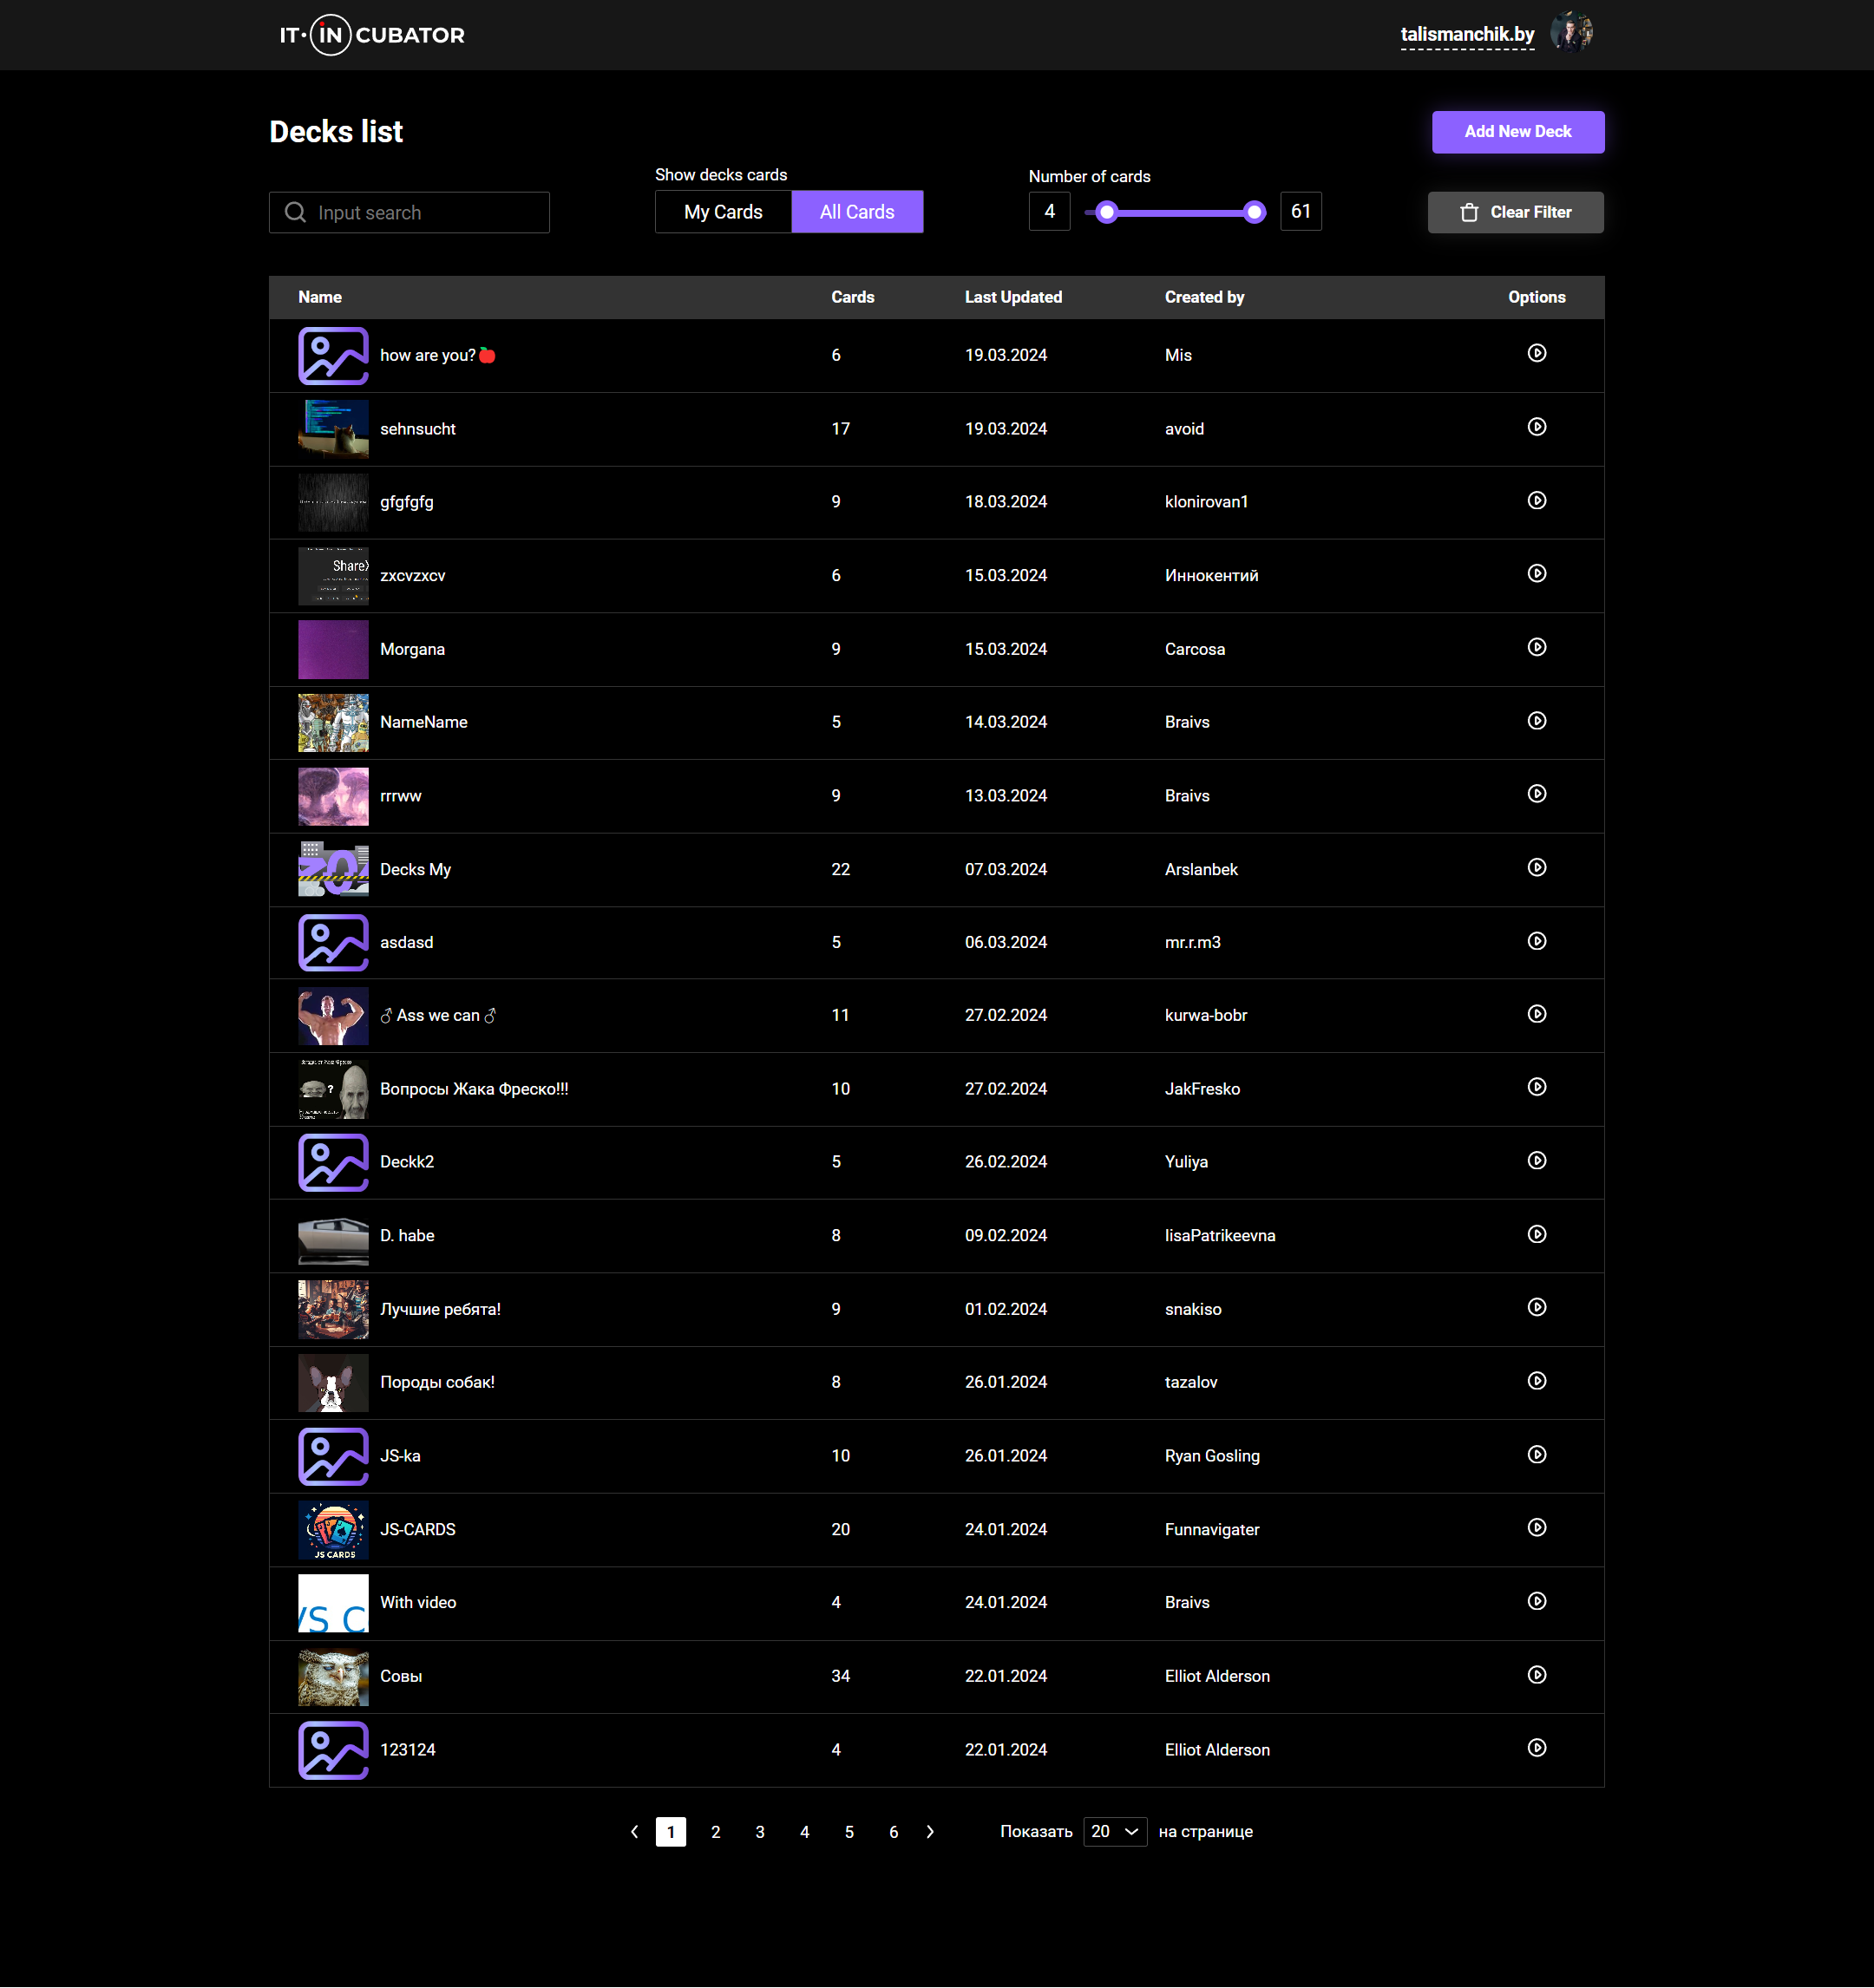 IT·IN CUBATOR
talismanchik.by
Decks list
Add New Deck
Show decks cards
Number of cards
Input search
My Cards
All Cards
4
61
Clear Filter
Name Cards Last Updated Created by Options
how are you?🍎 6 19.03.2024 Mis
sehnsucht 17 19.03.2024 avoid
gfgfgfg 9 18.03.2024 klonirovan1
ShareX
zxcvzxcv 6 15.03.2024 Иннокентий
Morgana 9 15.03.2024 Carcosa
NameName 5 14.03.2024 Braivs
rrrww 9 13.03.2024 Braivs
Decks My 22 07.03.2024 Arslanbek
asdasd 5 06.03.2024 mr.r.m3
♂ Ass we can ♂ 11 27.02.2024 kurwa-bobr
Вопросы Жака Фреско!!! 10 27.02.2024 JakFresko
Deckk2 5 26.02.2024 Yuliya
D. habe 8 09.02.2024 lisaPatrikeevna
Лучшие ребята! 9 01.02.2024 snakiso
Породы собак! 8 26.01.2024 tazalov
JS-ka 10 26.01.2024 Ryan Gosling
JS-CARDS 20 24.01.2024 Funnavigater
JS CARDS
With video 4 24.01.2024 Braivs
VS C
Совы 34 22.01.2024 Elliot Alderson
123124 4 22.01.2024 Elliot Alderson
1 2 3 4 5 6
Показать 20 на странице